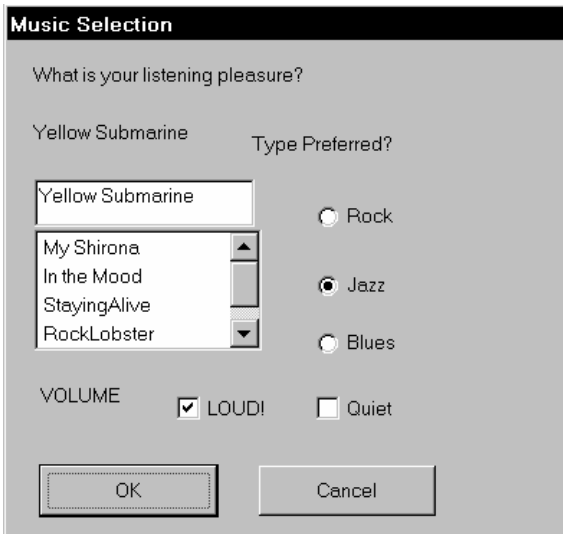 Music Selection
What is your listening pleasure?
Yellow Submarine
Type Preferred?
Yellow Submarine
My Shirona
In the Mood
StayingAlive
RockLobster
Rock
Jazz
Blues
VOLUME
LOUD!
Quiet
OK
Cancel